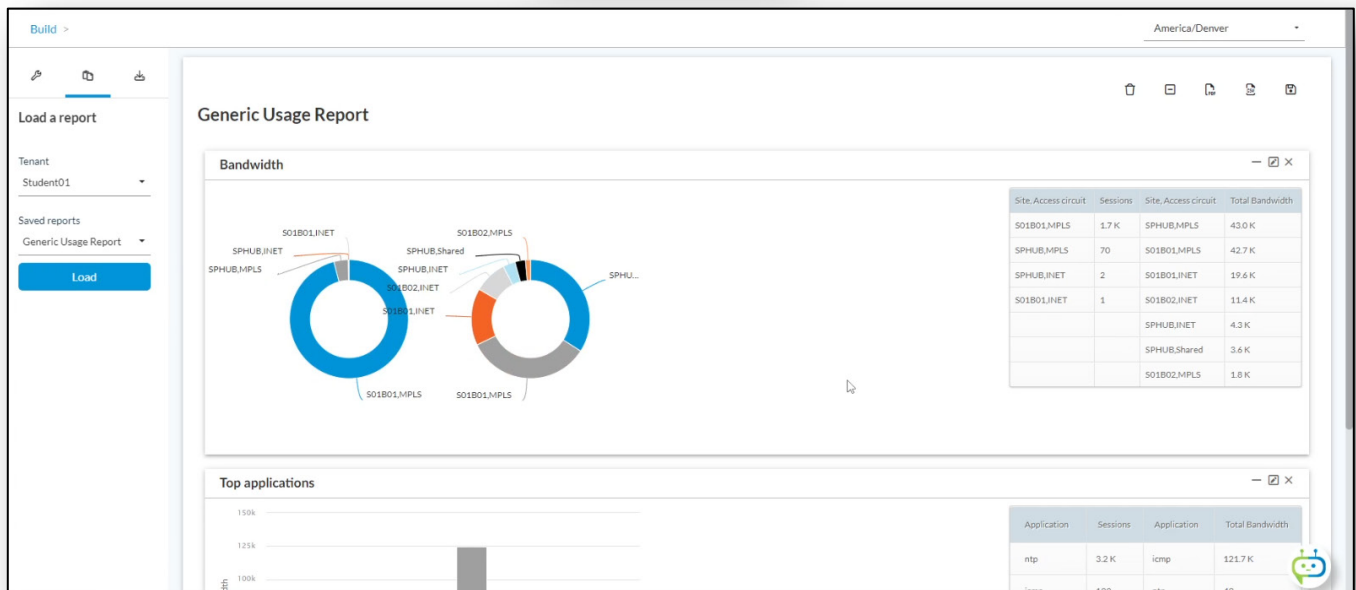 Build >
America/Denver
Load a report
Tenant
Student01
Saved reports
Generic Usage Report
Load
Generic Usage Report
Bandwidth
S01B01,INET
SPHUB,INET
SPHUB,MPLS
S01B01,MPLS
S01B02,MPLS
SPHUB,Shared
SPHUB,INET
S01B02,INET
S01B01,INET
SPHU...
S01B01,MPLS
Site, Access circuit Sessions Site, Access circuit Total Bandwidth
S01B01,MPLS 1.7 K SPHUB,MPLS 43.0 K
SPHUB,MPLS 70 S01B01,MPLS 42.7 K
SPHUB,INET 2 S01B01,INET 19.6 K
S01B01,INET 1 S01B02,INET 11.4 K
SPHUB,INET 4.3 K
SPHUB,Shared 3.6 K
S01B02,MPLS 1.8 K
Top applications
150k
125k
100k
Application Sessions Application Total Bandwidth
ntp 3.2 K icmp 121.7 K